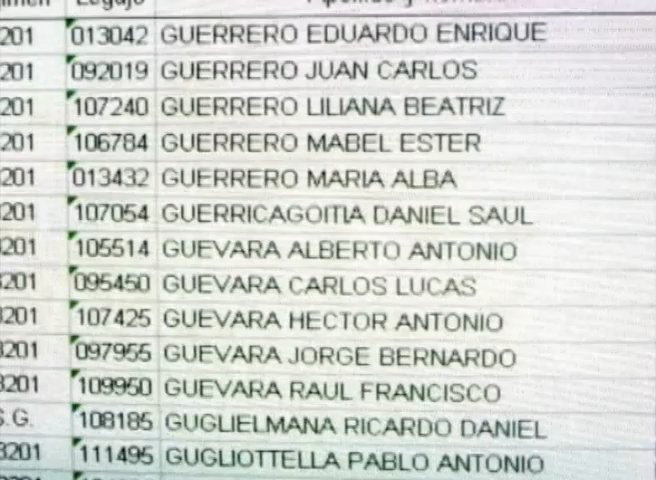 Legajo
201 013042 GUERRERO EDUARDO ENRIQUE
201 092019 GUERRERO JUAN CARLOS
201 107240 GUERRERO LILIANA BEATRIZ
201 106784 GUERRERO MABEL ESTER
201 013432 GUERRERO MARIA ALBA
201 107054 GUERRICAGOITIA DANIEL SAUL
201 105514 GUEVARA ALBERTO ANTONIO
201 095450 GUEVARA CARLOS LUCAS
201 107425 GUEVARA HECTOR ANTONIO
3201 097955 GUEVARA JORGE BERNARDO
3201 109950 GUEVARA RAUL FRANCISCO
S.G. 108185 GUGLIELMANA RICARDO DANIEL
3201 111495 GUGLIOTTELLA PABLO ANTONIO